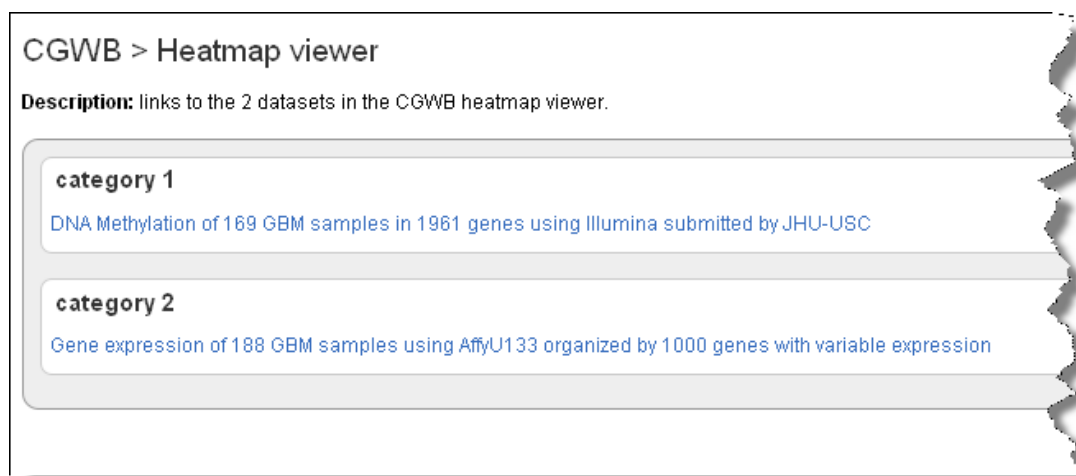 CGWB > Heatmap viewer
Description: links to the 2 datasets in the CGWB heatmap viewer.
category 1
DNA Methylation of 169 GBM samples in 1961 genes using Illumina submitted by JHU-USC
category 2
Gene expression of 188 GBM samples using AffyU133 organized by 1000 genes with variable expression